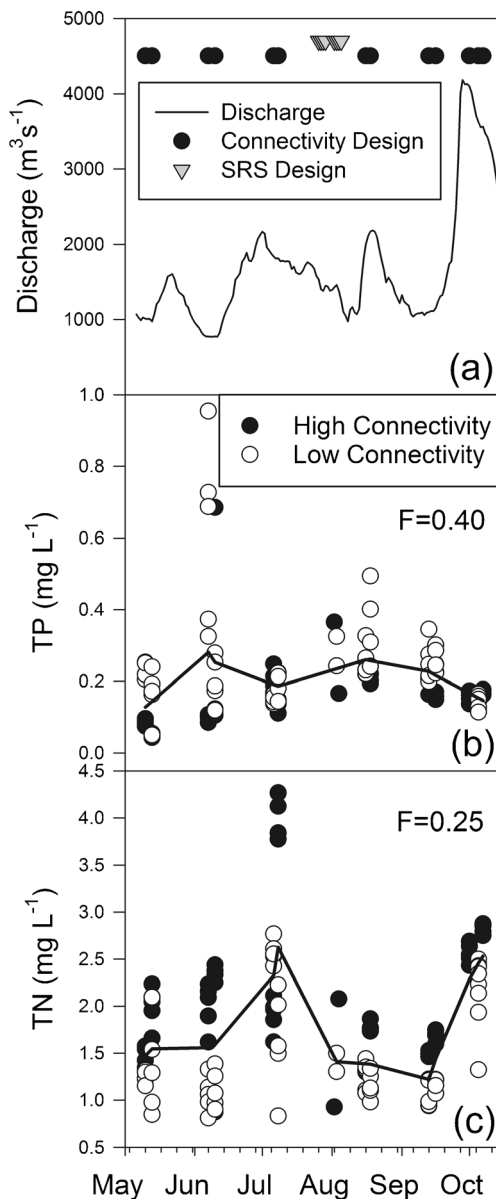 5000
4000
3000
2000
1000
Discharge (m³s⁻¹)
Discharge
Connectivity Design
SRS Design
(a)
1.0
0.8
0.6
0.4
0.2
0.0
TP (mg L⁻¹)
High Connectivity
Low Connectivity
F=0.40
(b)
4.5
4.0
3.5
3.0
2.5
2.0
1.5
1.0
0.5
TN (mg L⁻¹)
F=0.25
(c)
May Jun Jul Aug Sep Oct